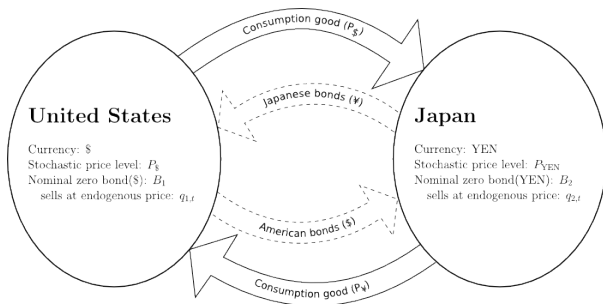 Consumption good (P$)
Japanese bonds (¥)
United States
Currency: $
Stochastic price level: P$
Nominal zero bond($): B1
sells at endogenous price: q1,t
Japan
Currency: YEN
Stochastic price level: PYEN
Nominal zero bond(YEN): B2
sells at endogenous price: q2,t
American bonds ($)
Consumption good (P¥)